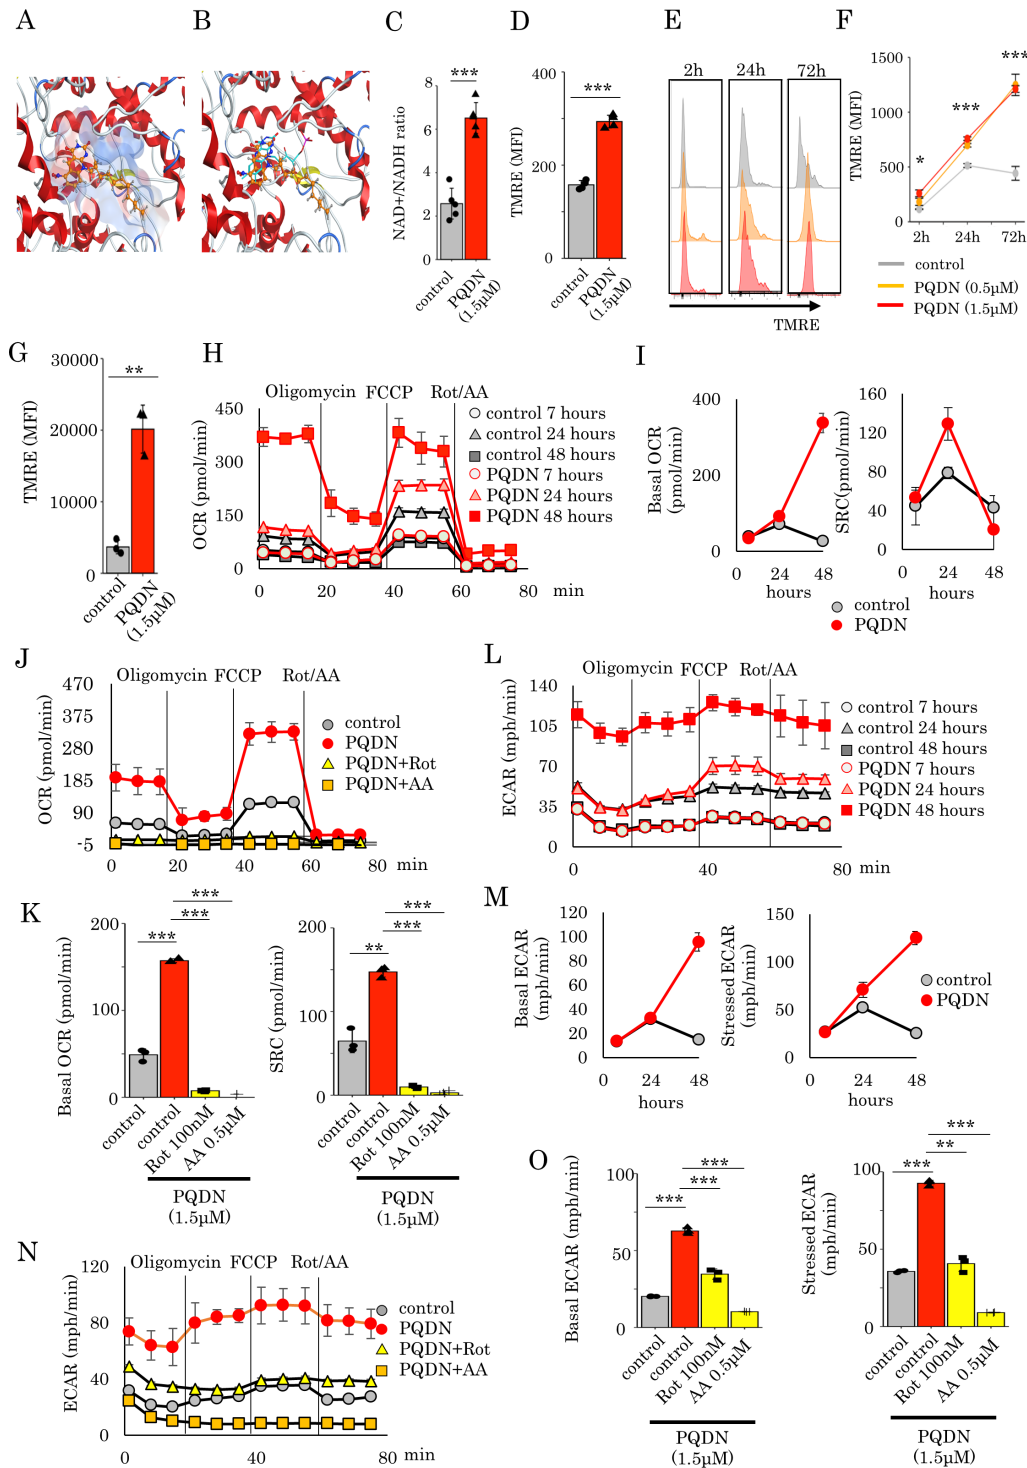 A
B
C
D
E
F
8
6
4
2
0
NAD+/NADH ratio
***
control
PQDN
(1.5μM)
400
200
0
TMRE (MFI)
***
control
PQDN
(1.5μM)
2h
24h
72h
TMRE
1500
1000
500
0
TMRE (MFI)
*
***
***
2h
24h
72h
control
PQDN (0.5μM)
PQDN (1.5μM)
G
30000
20000
10000
0
TMRE (MFI)
**
control
PQDN
(1.5μM)
H
Oligomycin
FCCP
Rot/AA
450
300
150
0
OCR (pmol/min)
0
20
40
60
80
min
control 7 hours
control 24 hours
control 48 hours
PQDN 7 hours
PQDN 24 hours
PQDN 48 hours
I
400
200
0
Basal OCR
(pmol/min)
0
24
48
hours
160
120
80
40
0
SRC(pmol/min)
0
24
48
hours
control
PQDN
J
Oligomycin
FCCP
Rot/AA
470
375
280
185
90
-5
OCR (pmol/min)
0
20
40
60
80
min
control
PQDN
PQDN+Rot
PQDN+AA
L
Oligomycin
FCCP
Rot/AA
140
105
70
35
0
ECAR (mph/min)
0
40
80
min
control 7 hours
control 24 hours
control 48 hours
PQDN 7 hours
PQDN 24 hours
PQDN 48 hours
K
200
100
0
Basal OCR (pmol/min)
***
***
***
control
control
Rot 100nM
AA 0.5μM
PQDN
(1.5μM)
200
100
0
SRC (pmol/min)
***
***
**
control
control
Rot 100nM
AA 0.5μM
PQDN
(1.5μM)
M
120
100
80
60
40
20
0
Basal ECAR
(mph/min)
0
24
48
hours
150
100
50
0
Stressed ECAR
(mph/min)
0
24
48
hours
control
PQDN
N
Oligomycin
FCCP
Rot/AA
120
80
40
0
ECAR (mph/min)
0
20
40
60
80
min
control
PQDN
PQDN+Rot
PQDN+AA
O
100
50
0
Basal ECAR (mph/min)
***
***
***
control
control
Rot 100nM
AA 0.5μM
PQDN
(1.5μM)
100
50
0
Stressed ECAR
(mph/min)
***
**
***
control
control
Rot 100nM
AA 0.5μM
PQDN
(1.5μM)